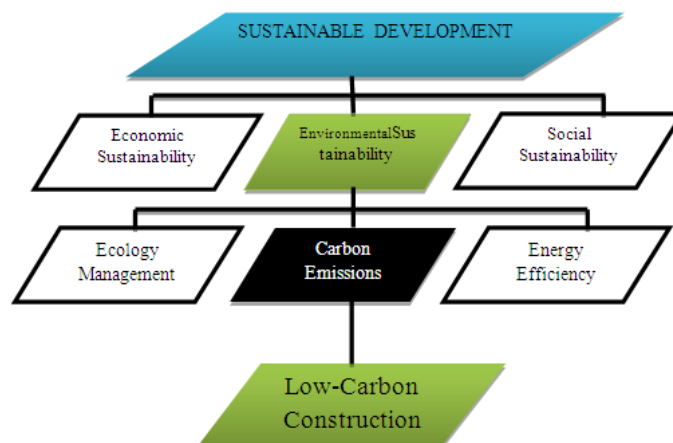 SUSTAINABLE DEVELOPMENT
Economic
Sustainability
EnvironmentalSus
tainability
Social
Sustainability
Ecology
Management
Carbon
Emissions
Energy
Efficiency
Low-Carbon
Construction